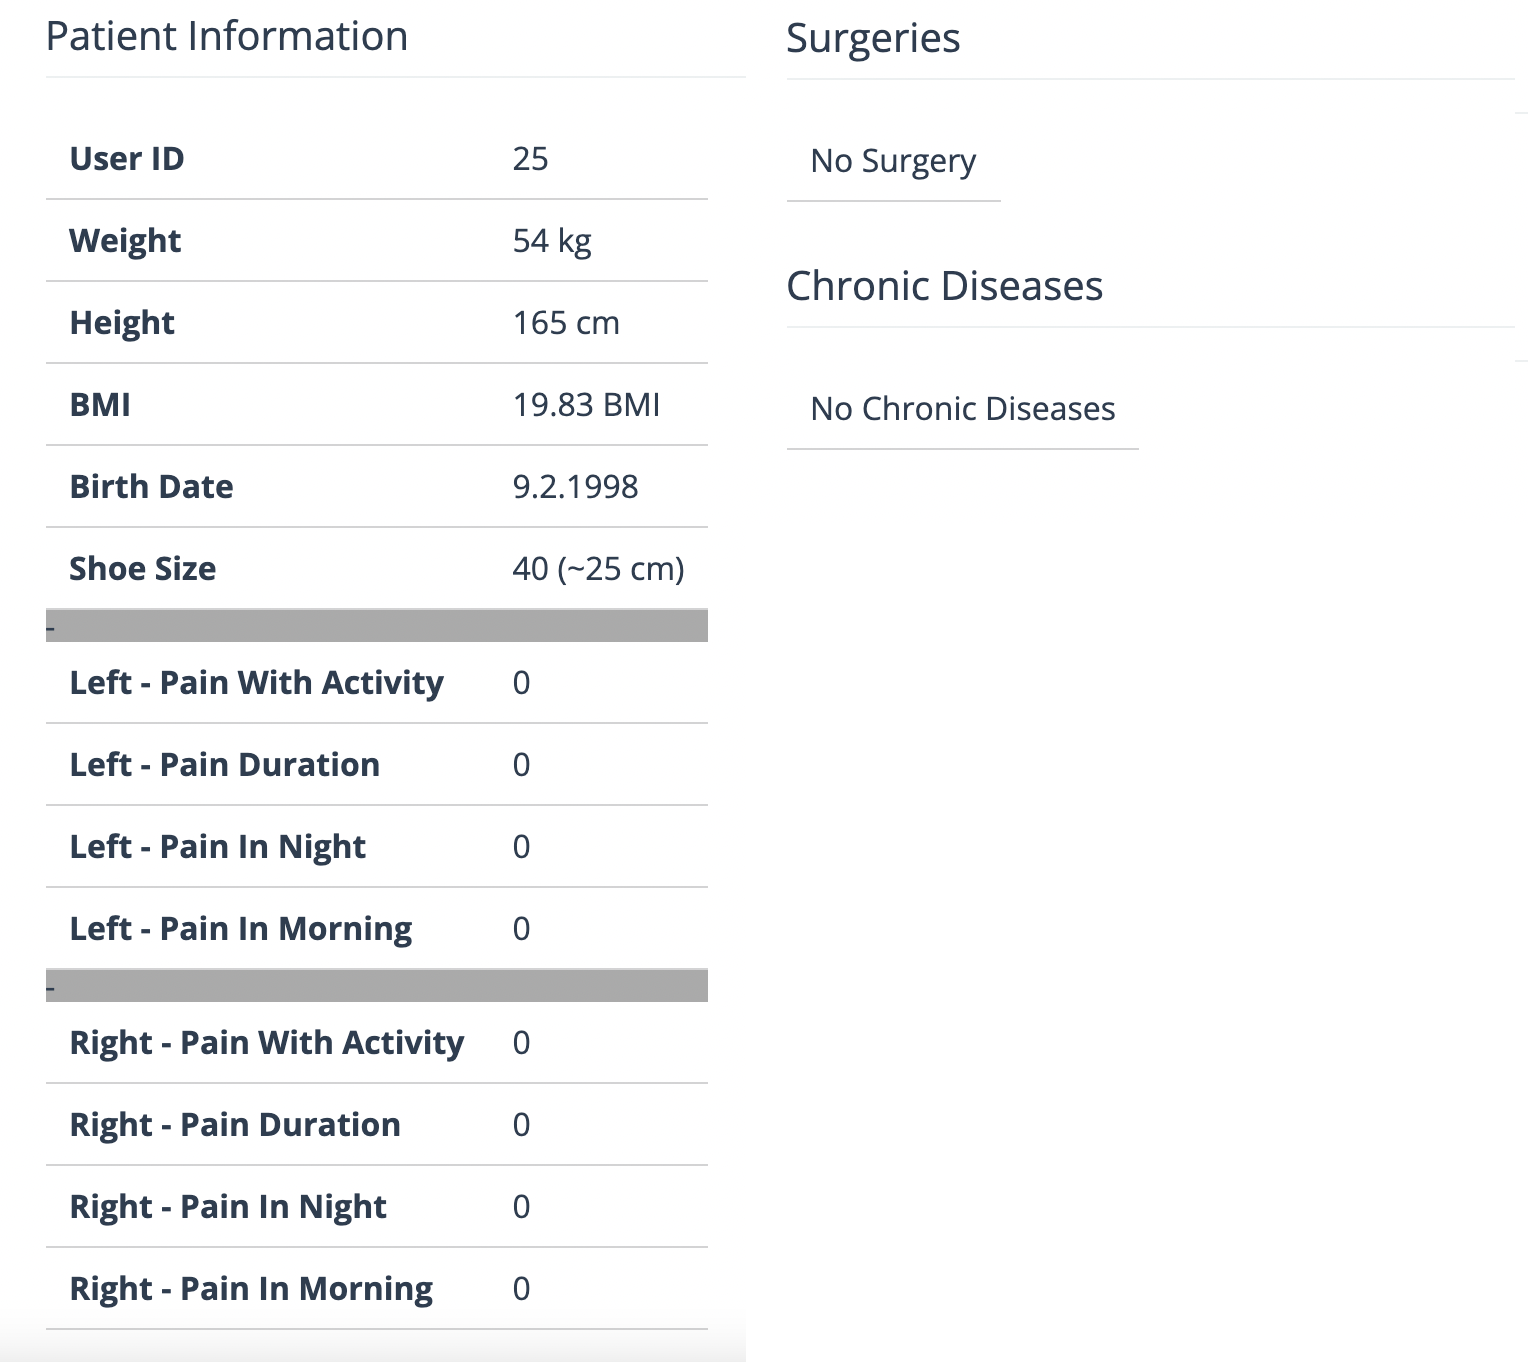 Patient Information
User ID 25
Weight 54 kg
Height 165 cm
BMI 19.83 BMI
Birth Date 9.2.1998
Shoe Size 40 (~25 cm)
-
Left - Pain With Activity 0
Left - Pain Duration 0
Left - Pain In Night 0
Left - Pain In Morning 0
-
Right - Pain With Activity 0
Right - Pain Duration 0
Right - Pain In Night 0
Right - Pain In Morning 0
Surgeries
No Surgery
Chronic Diseases
No Chronic Diseases